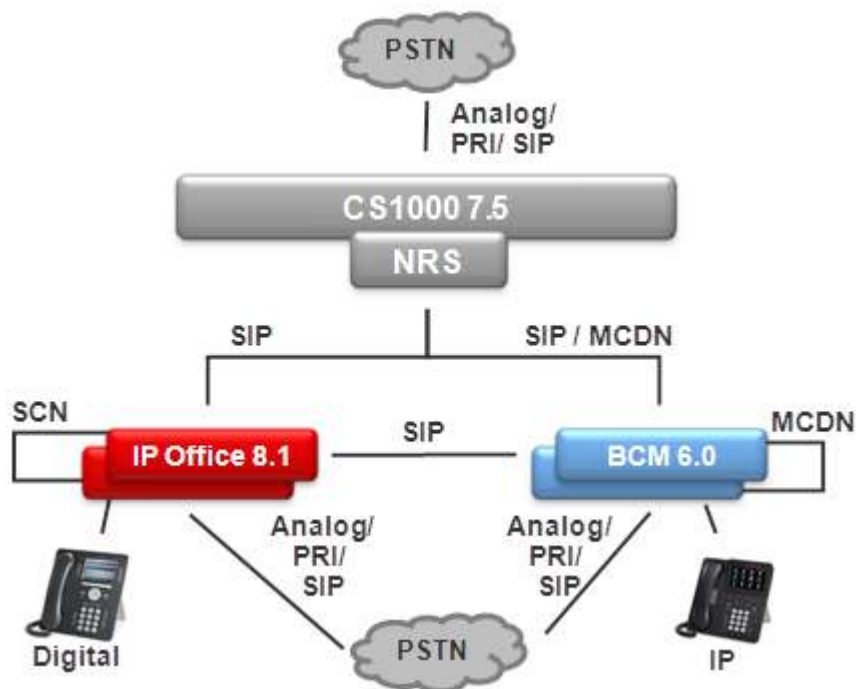 PSTN
Analog/
PRI/ SIP
CS1000 7.5
NRS
SIP
SIP / MCDN
SCN
SIP
MCDN
IP Office 8.1
BCM 6.0
Analog/
PRI/
SIP
Analog/
PRI/
SIP
Digital
PSTN
IP